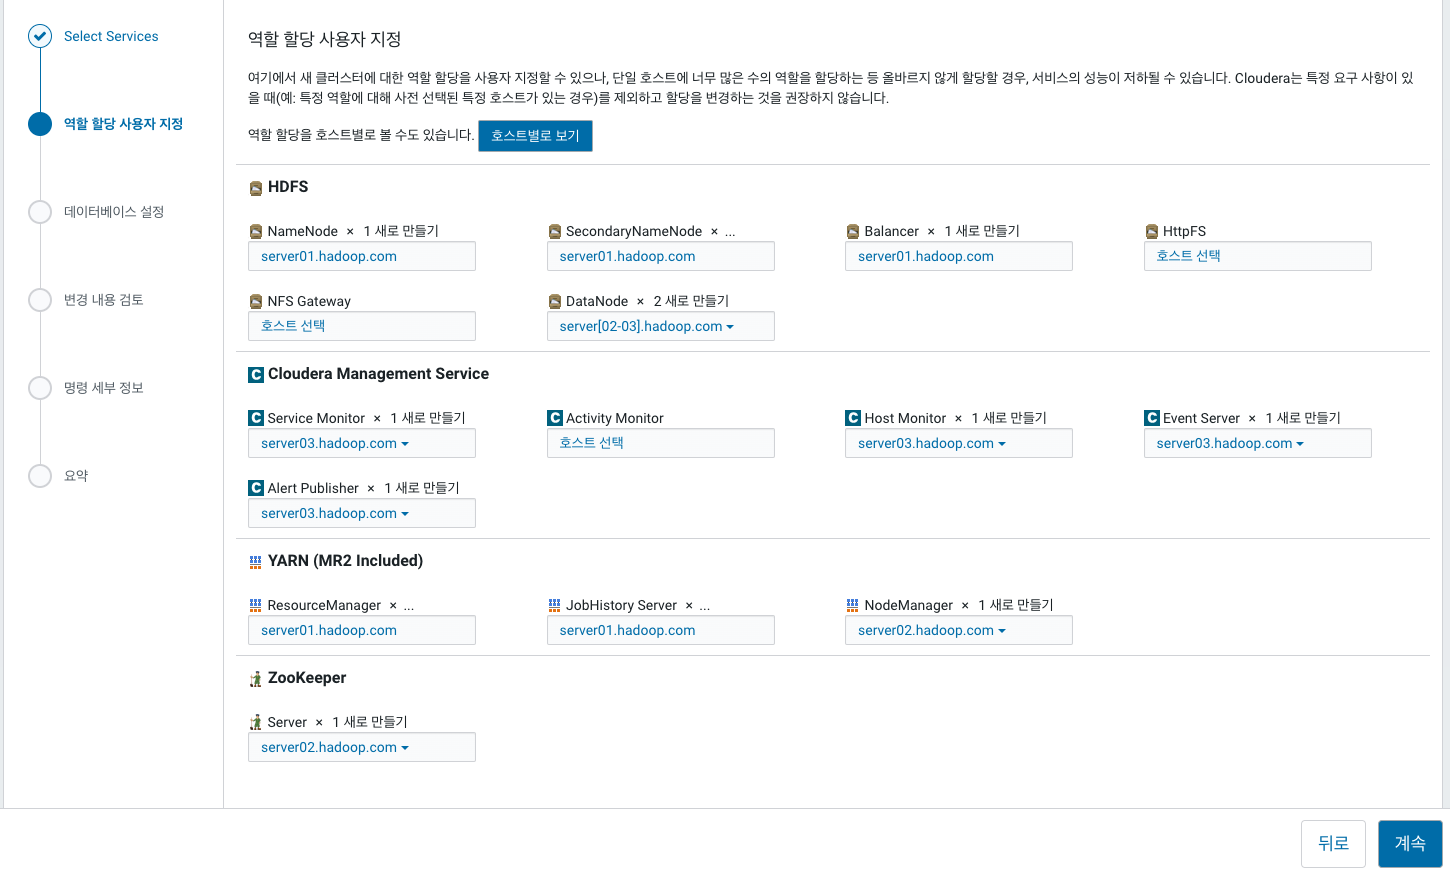 Select Services
역할 할당 사용자 지정
데이터베이스 설정
변경 내용 검토
명령 세부 정보
요약
역할 할당 사용자 지정
여기에서 새 클러스터에 대한 역할 할당을 사용자 지정할 수 있으나, 단일 호스트에 너무 많은 수의 역할을 할당하는 등 올바르지 않게 할당할 경우, 서비스의 성능이 저하될 수 있습니다. Cloudera는 특정 요구 사항이 있
을 때(예: 특정 역할에 대해 사전 선택된 특정 호스트가 있는 경우)를 제외하고 할당을 변경하는 것을 권장하지 않습니다.
역할 할당을 호스트별로 볼 수도 있습니다. 호스트별로 보기
HDFS
NameNode × 1 새로 만들기 SecondaryNameNode × ... Balancer × 1 새로 만들기 HttpFS
server01.hadoop.com server01.hadoop.com server01.hadoop.com 호스트 선택
NFS Gateway DataNode × 2 새로 만들기
호스트 선택 server[02-03].hadoop.com
Cloudera Management Service
Service Monitor × 1 새로 만들기 Activity Monitor Host Monitor × 1 새로 만들기 Event Server × 1 새로 만들기
server03.hadoop.com 호스트 선택 server03.hadoop.com server03.hadoop.com
Alert Publisher × 1 새로 만들기
server03.hadoop.com
YARN (MR2 Included)
ResourceManager × ... JobHistory Server × ... NodeManager × 1 새로 만들기
server01.hadoop.com server01.hadoop.com server02.hadoop.com
ZooKeeper
Server × 1 새로 만들기
server02.hadoop.com
뒤로 계속